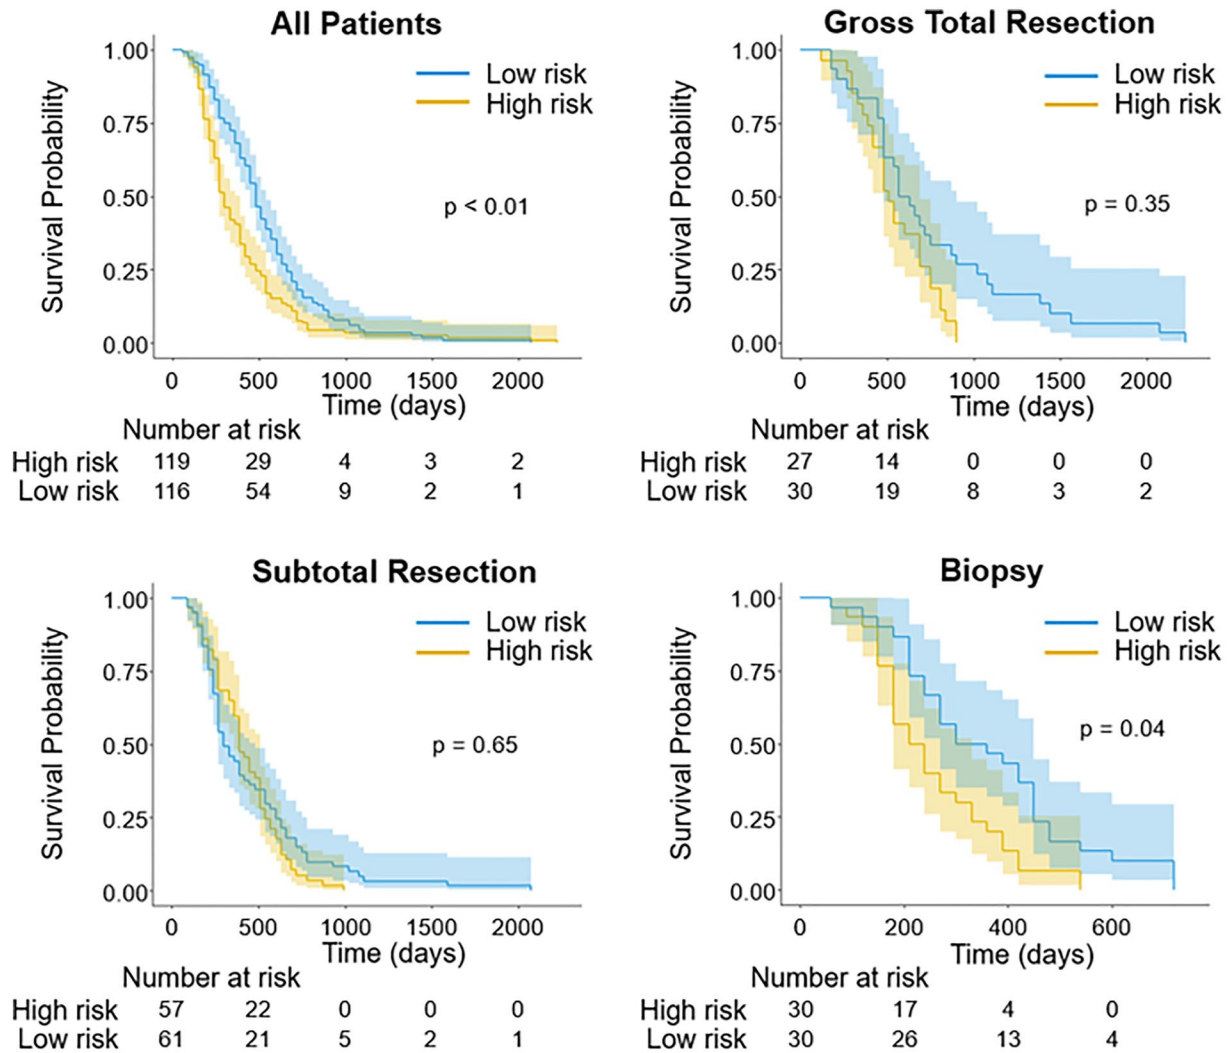 All Patients
1.00
0.75
0.50
0.25
0.00
Survival Probability
Low risk
High risk
p < 0.01
0 500 1000 1500 2000
Time (days)
Number at risk
High risk 119 29 4 3 2
Low risk 116 54 9 2 1
Gross Total Resection
1.00
0.75
0.50
0.25
0.00
Survival Probability
Low risk
High risk
p = 0.35
0 500 1000 1500 2000
Time (days)
Number at risk
High risk 27 14 0 0 0
Low risk 30 19 8 3 2
Subtotal Resection
1.00
0.75
0.50
0.25
0.00
Survival Probability
Low risk
High risk
p = 0.65
0 500 1000 1500 2000
Time (days)
Number at risk
High risk 57 22 0 0 0
Low risk 61 21 5 2 1
Biopsy
1.00
0.75
0.50
0.25
0.00
Survival Probability
Low risk
High risk
p = 0.04
0 200 400 600
Time (days)
Number at risk
High risk 30 17 4 0
Low risk 30 26 13 4